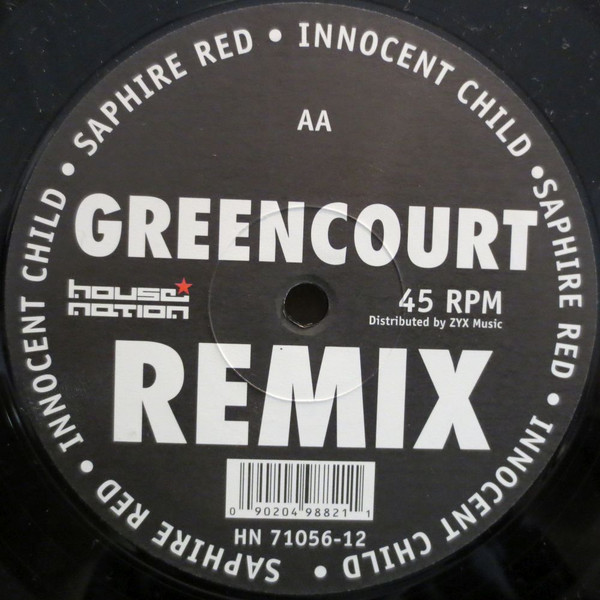 SAPHIRE RED • INNOCENT CHILD • SAPHIRE RED • INNOCENT CHILD • SAPHIRE RED • INNOCENT CHILD •
AA
GREENCOURT
house nation
45 RPM
Distributed by ZYX Music
REMIX
0 90204 98821 1
HN 71056-12